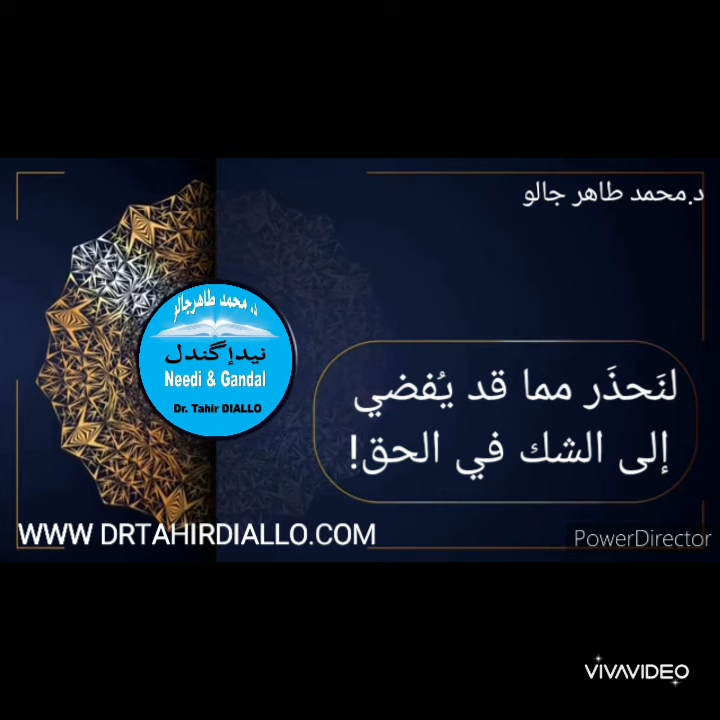 د.محمد طاهر جالو
د. محمد طاهرجالو
نيدإ گندل
Needi & Gandal
Dr. Tahir DIALLO
لنَحذَر مما قد يُفضي
إلى الشك في الحق!
WWW DRTAHIRDIALLO.COM
PowerDirector
VIVAVIDEO